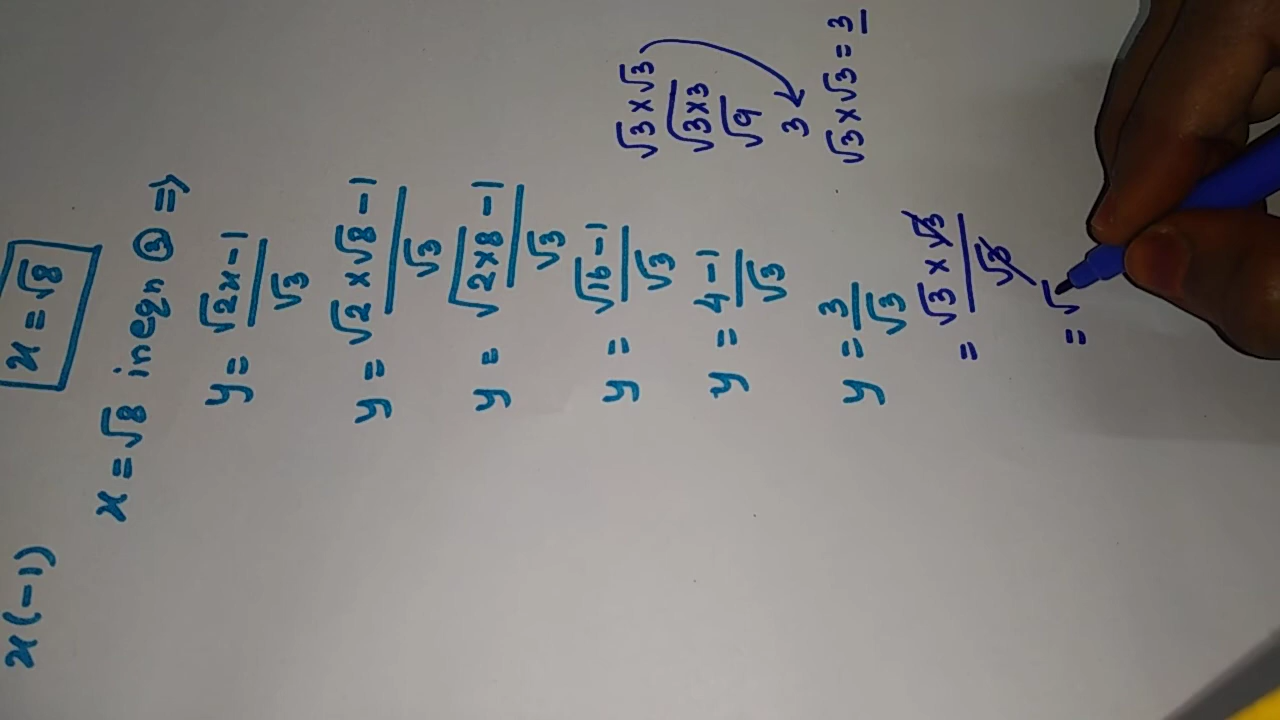 x(-1)
x = √8
x = √8 in eqn ③ ⇒
y = √2x-1 / √3
y = √2 × √8 - 1 / √3
y = √2×8 - 1 / √3
y = √16 - 1 / √3
y = 4-1 / √3
y = 3 / √3
= √3 × √3 / √3
= √
√3 × √3
√3×3
√9
3
√3 × √3 = 3